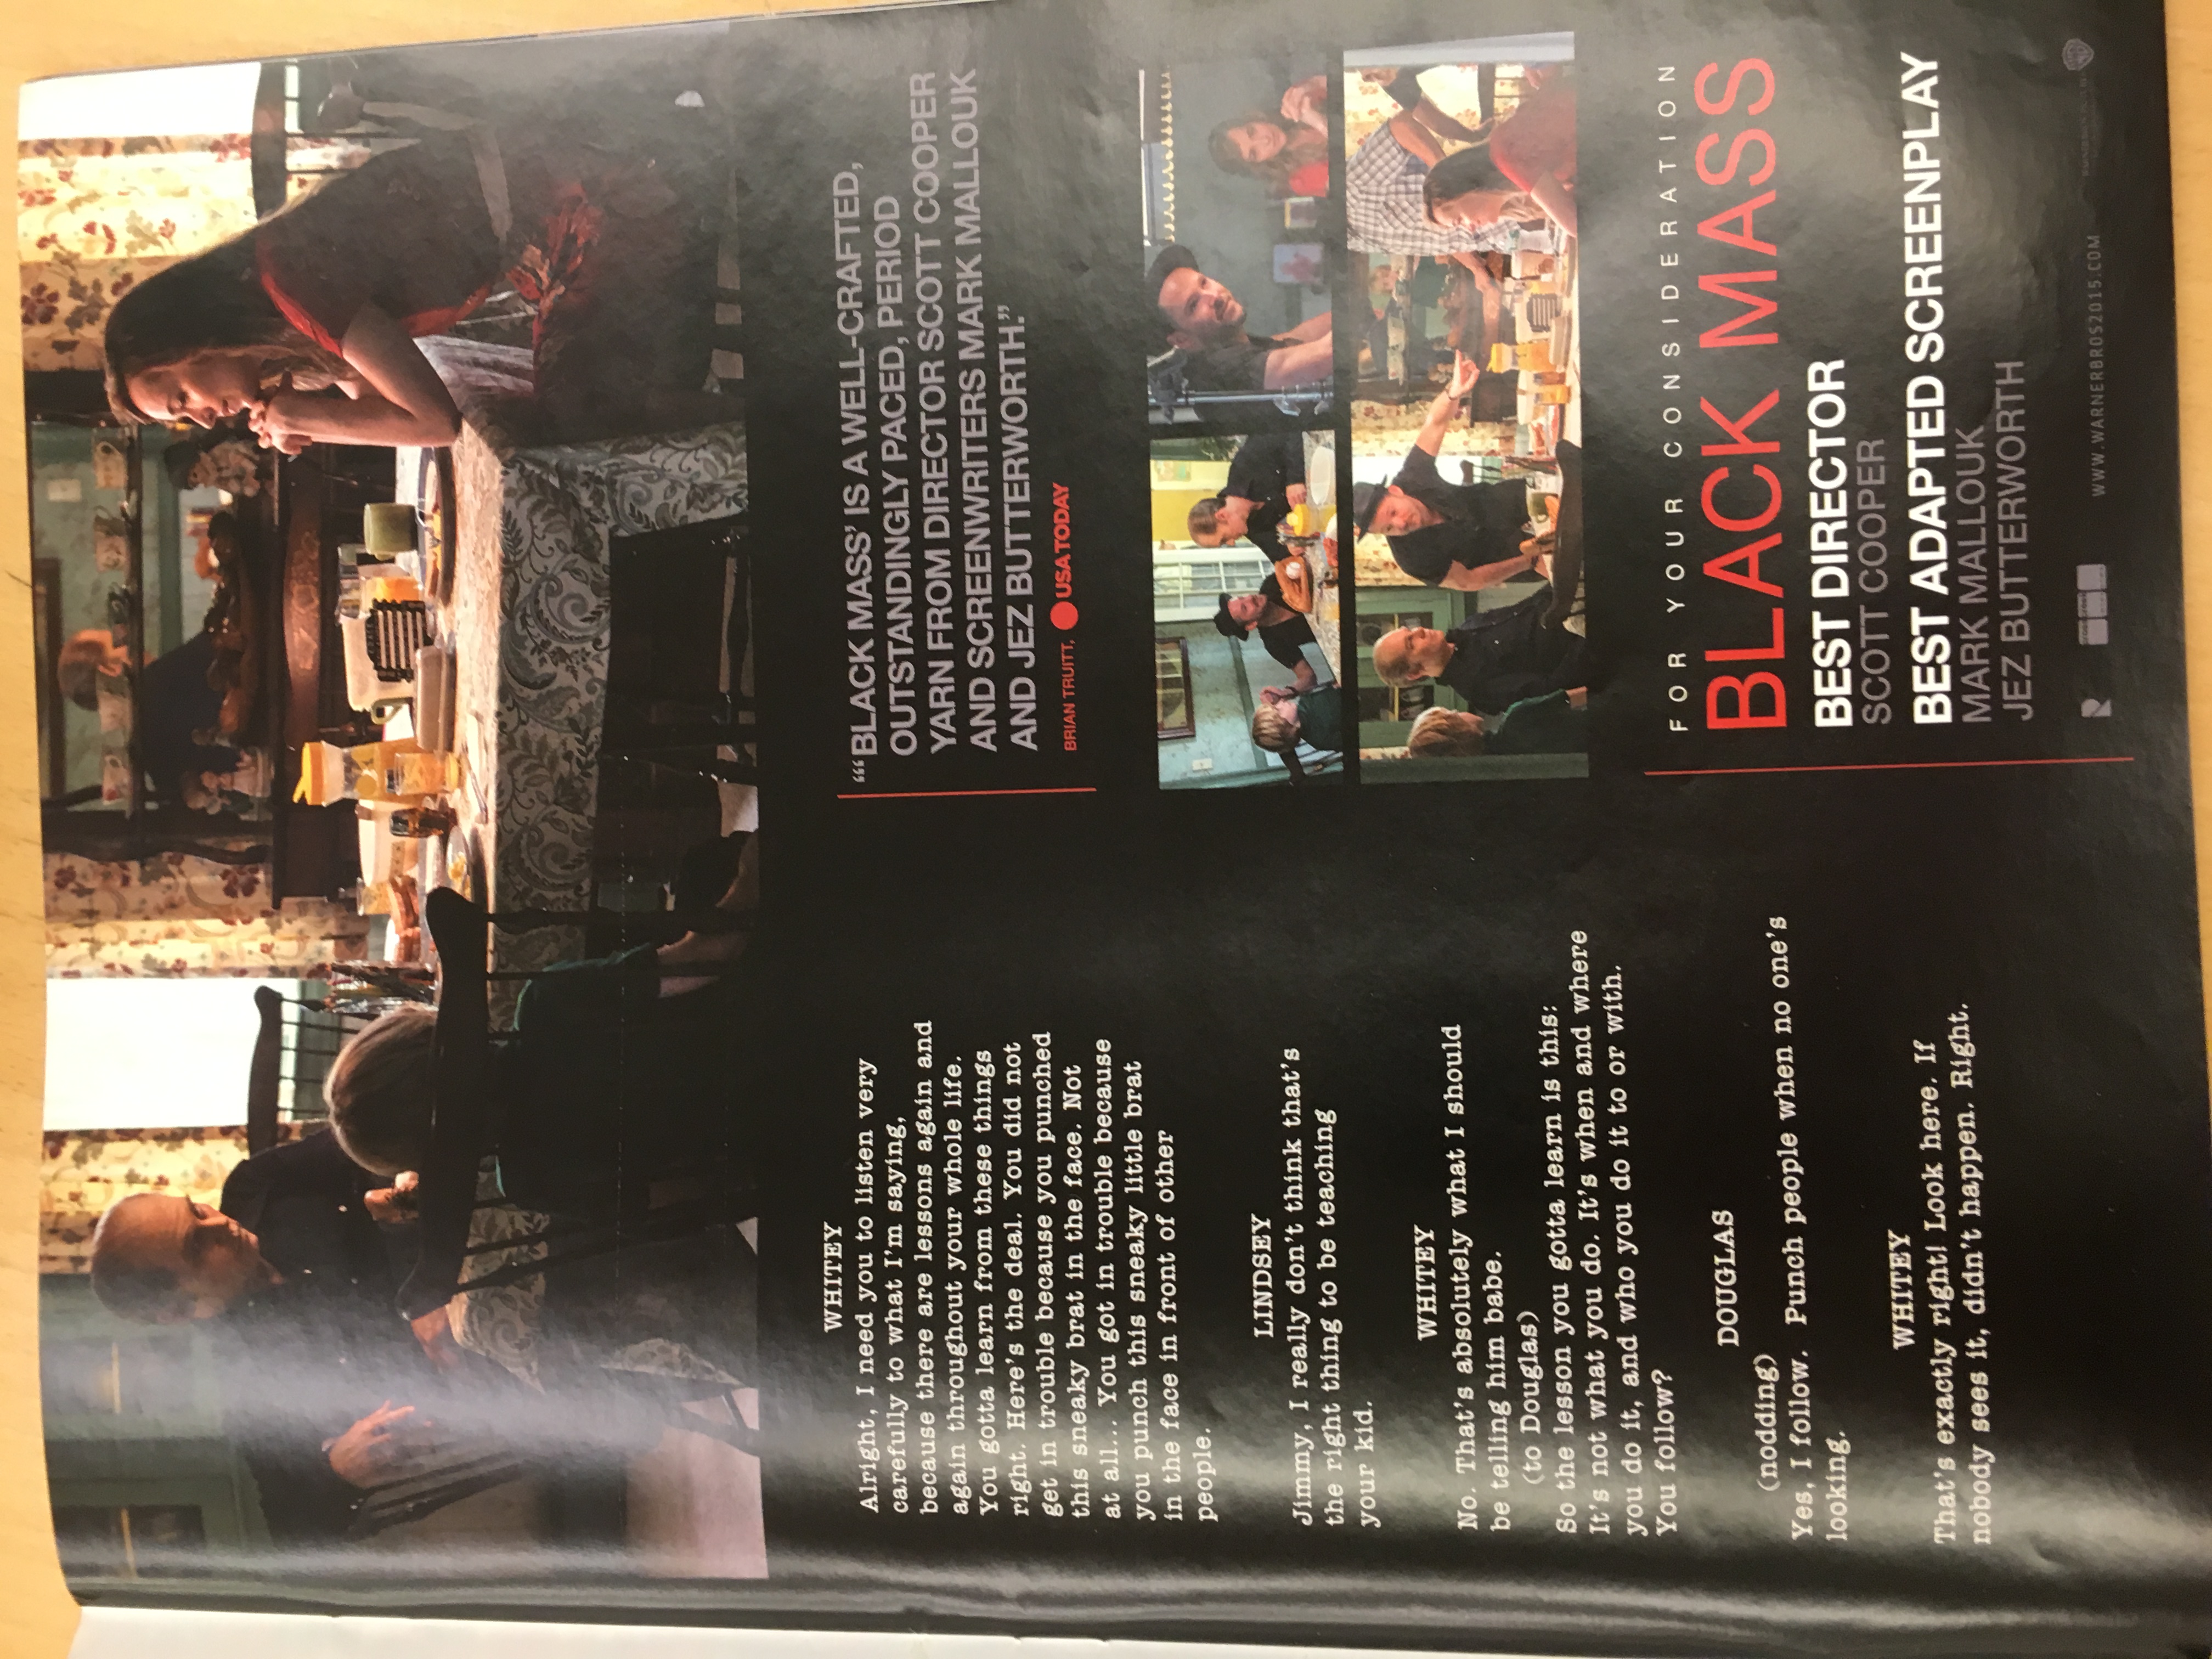 WHITEY
Alright, I need you to listen very
carefully to what I'm saying,
because there are lessons again and
again throughout your whole life.
You gotta learn from these things
right. Here's the deal. You did not
get in trouble because you punched
this sneaky brat in the face. Not
at all... You got in trouble because
you punch this sneaky little brat
in the face in front of other
people.
LINDSEY
Jimmy, I really don't think that's
the right thing to be teaching
your kid.
WHITEY
No. That's absolutely what I should
be telling him babe.
(to Douglas)
So the lesson you gotta learn is this:
It's not what you do. It's when and where
you do it, and who you do it to or with.
You follow?
DOUGLAS
(nodding)
Yes, I follow. Punch people when no one's
looking.
WHITEY
That's exactly right! Look here. If
nobody sees it, didn't happen. Right.
“‘BLACK MASS’ IS A WELL-CRAFTED,
OUTSTANDINGLY PACED, PERIOD
YARN FROM DIRECTOR SCOTT COOPER
AND SCREENWRITERS MARK MALLOUK
AND JEZ BUTTERWORTH.”
BRIAN TRUITT, USA TODAY
FOR YOUR CONSIDERATION
BLACK MASS
BEST DIRECTOR
SCOTT COOPER
BEST ADAPTED SCREENPLAY
MARK MALLOUK
JEZ BUTTERWORTH
R WWW.WARNERBROS2015.COM